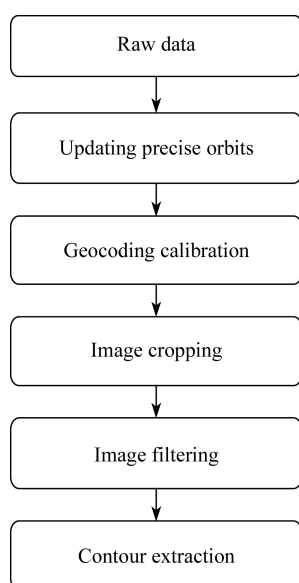 Raw data
Updating precise orbits
Geocoding calibration
Image cropping
Image filtering
Contour extraction